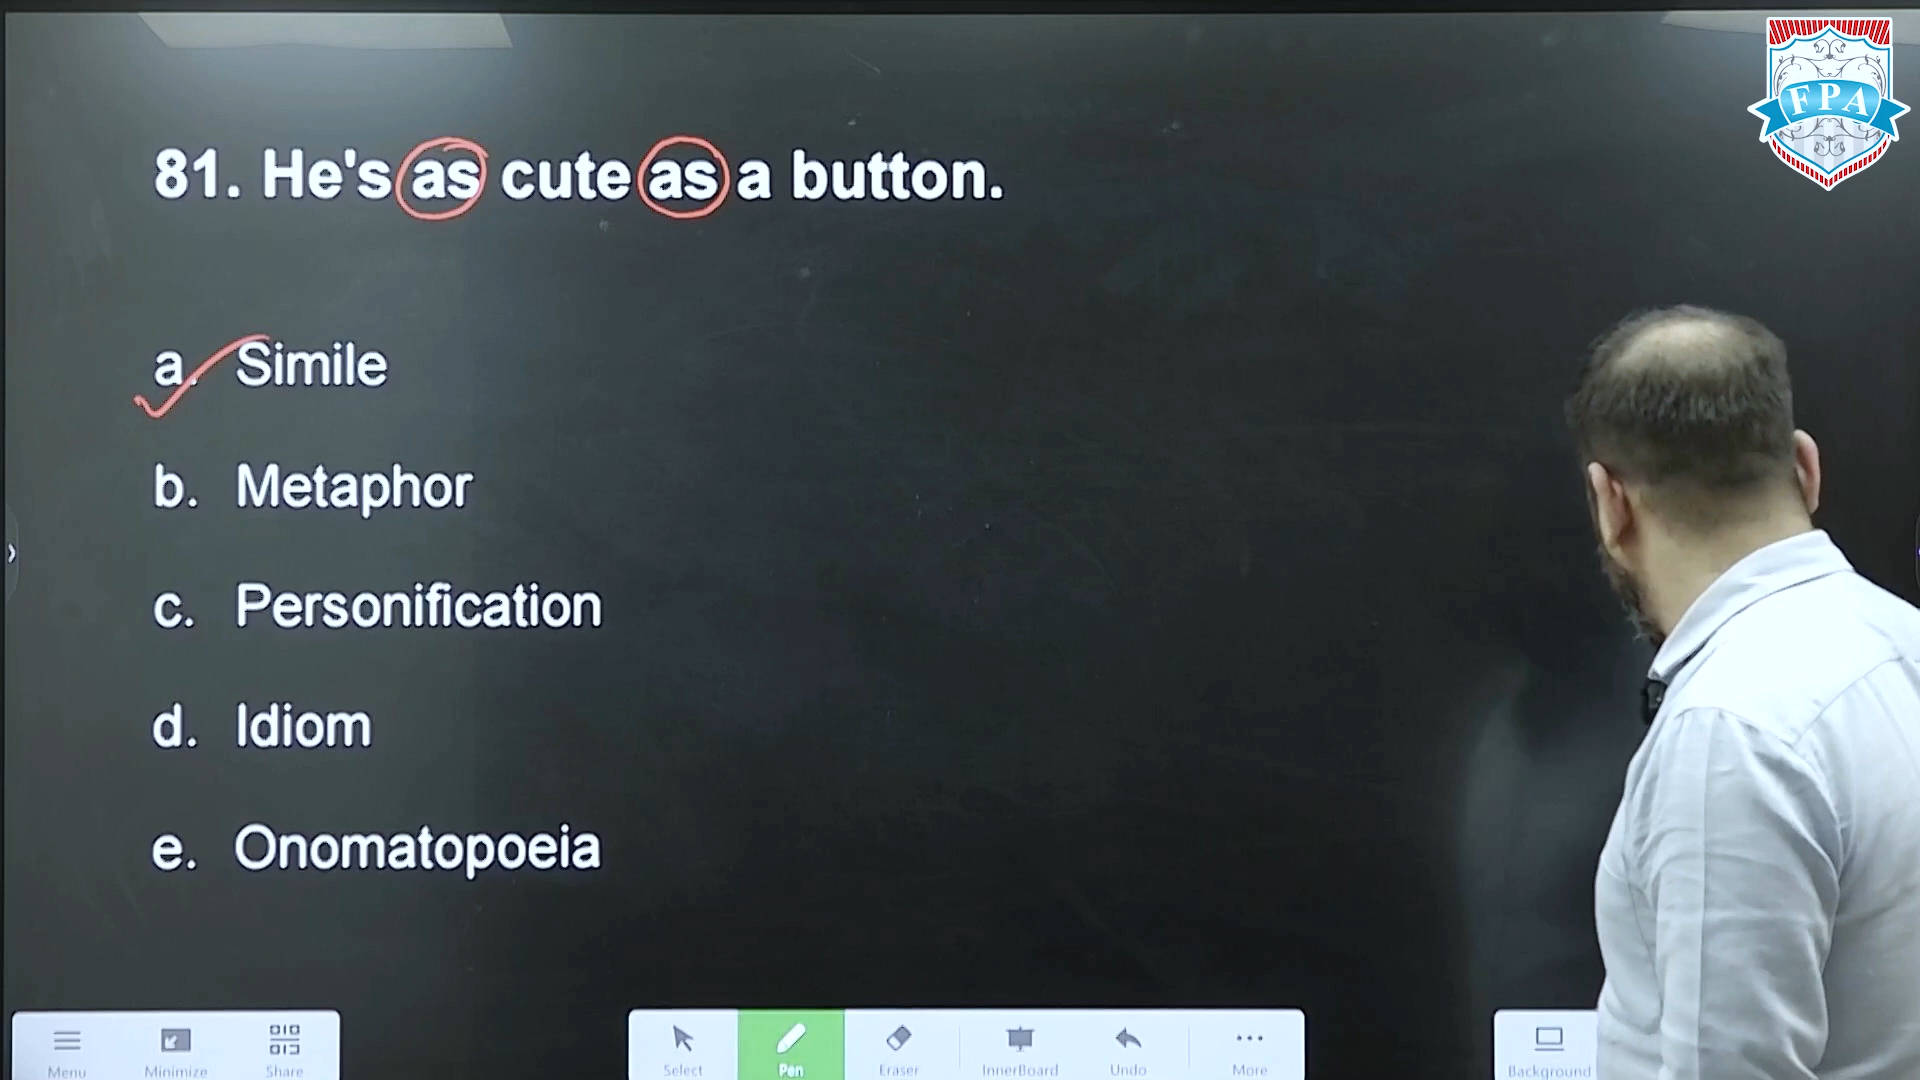 FPA
81. He's as cute as a button.
a. Simile
b. Metaphor
c. Personification
d. Idiom
e. Onomatopoeia
Menu Minimize Share Select Pen Eraser InnerBoard Undo More Background